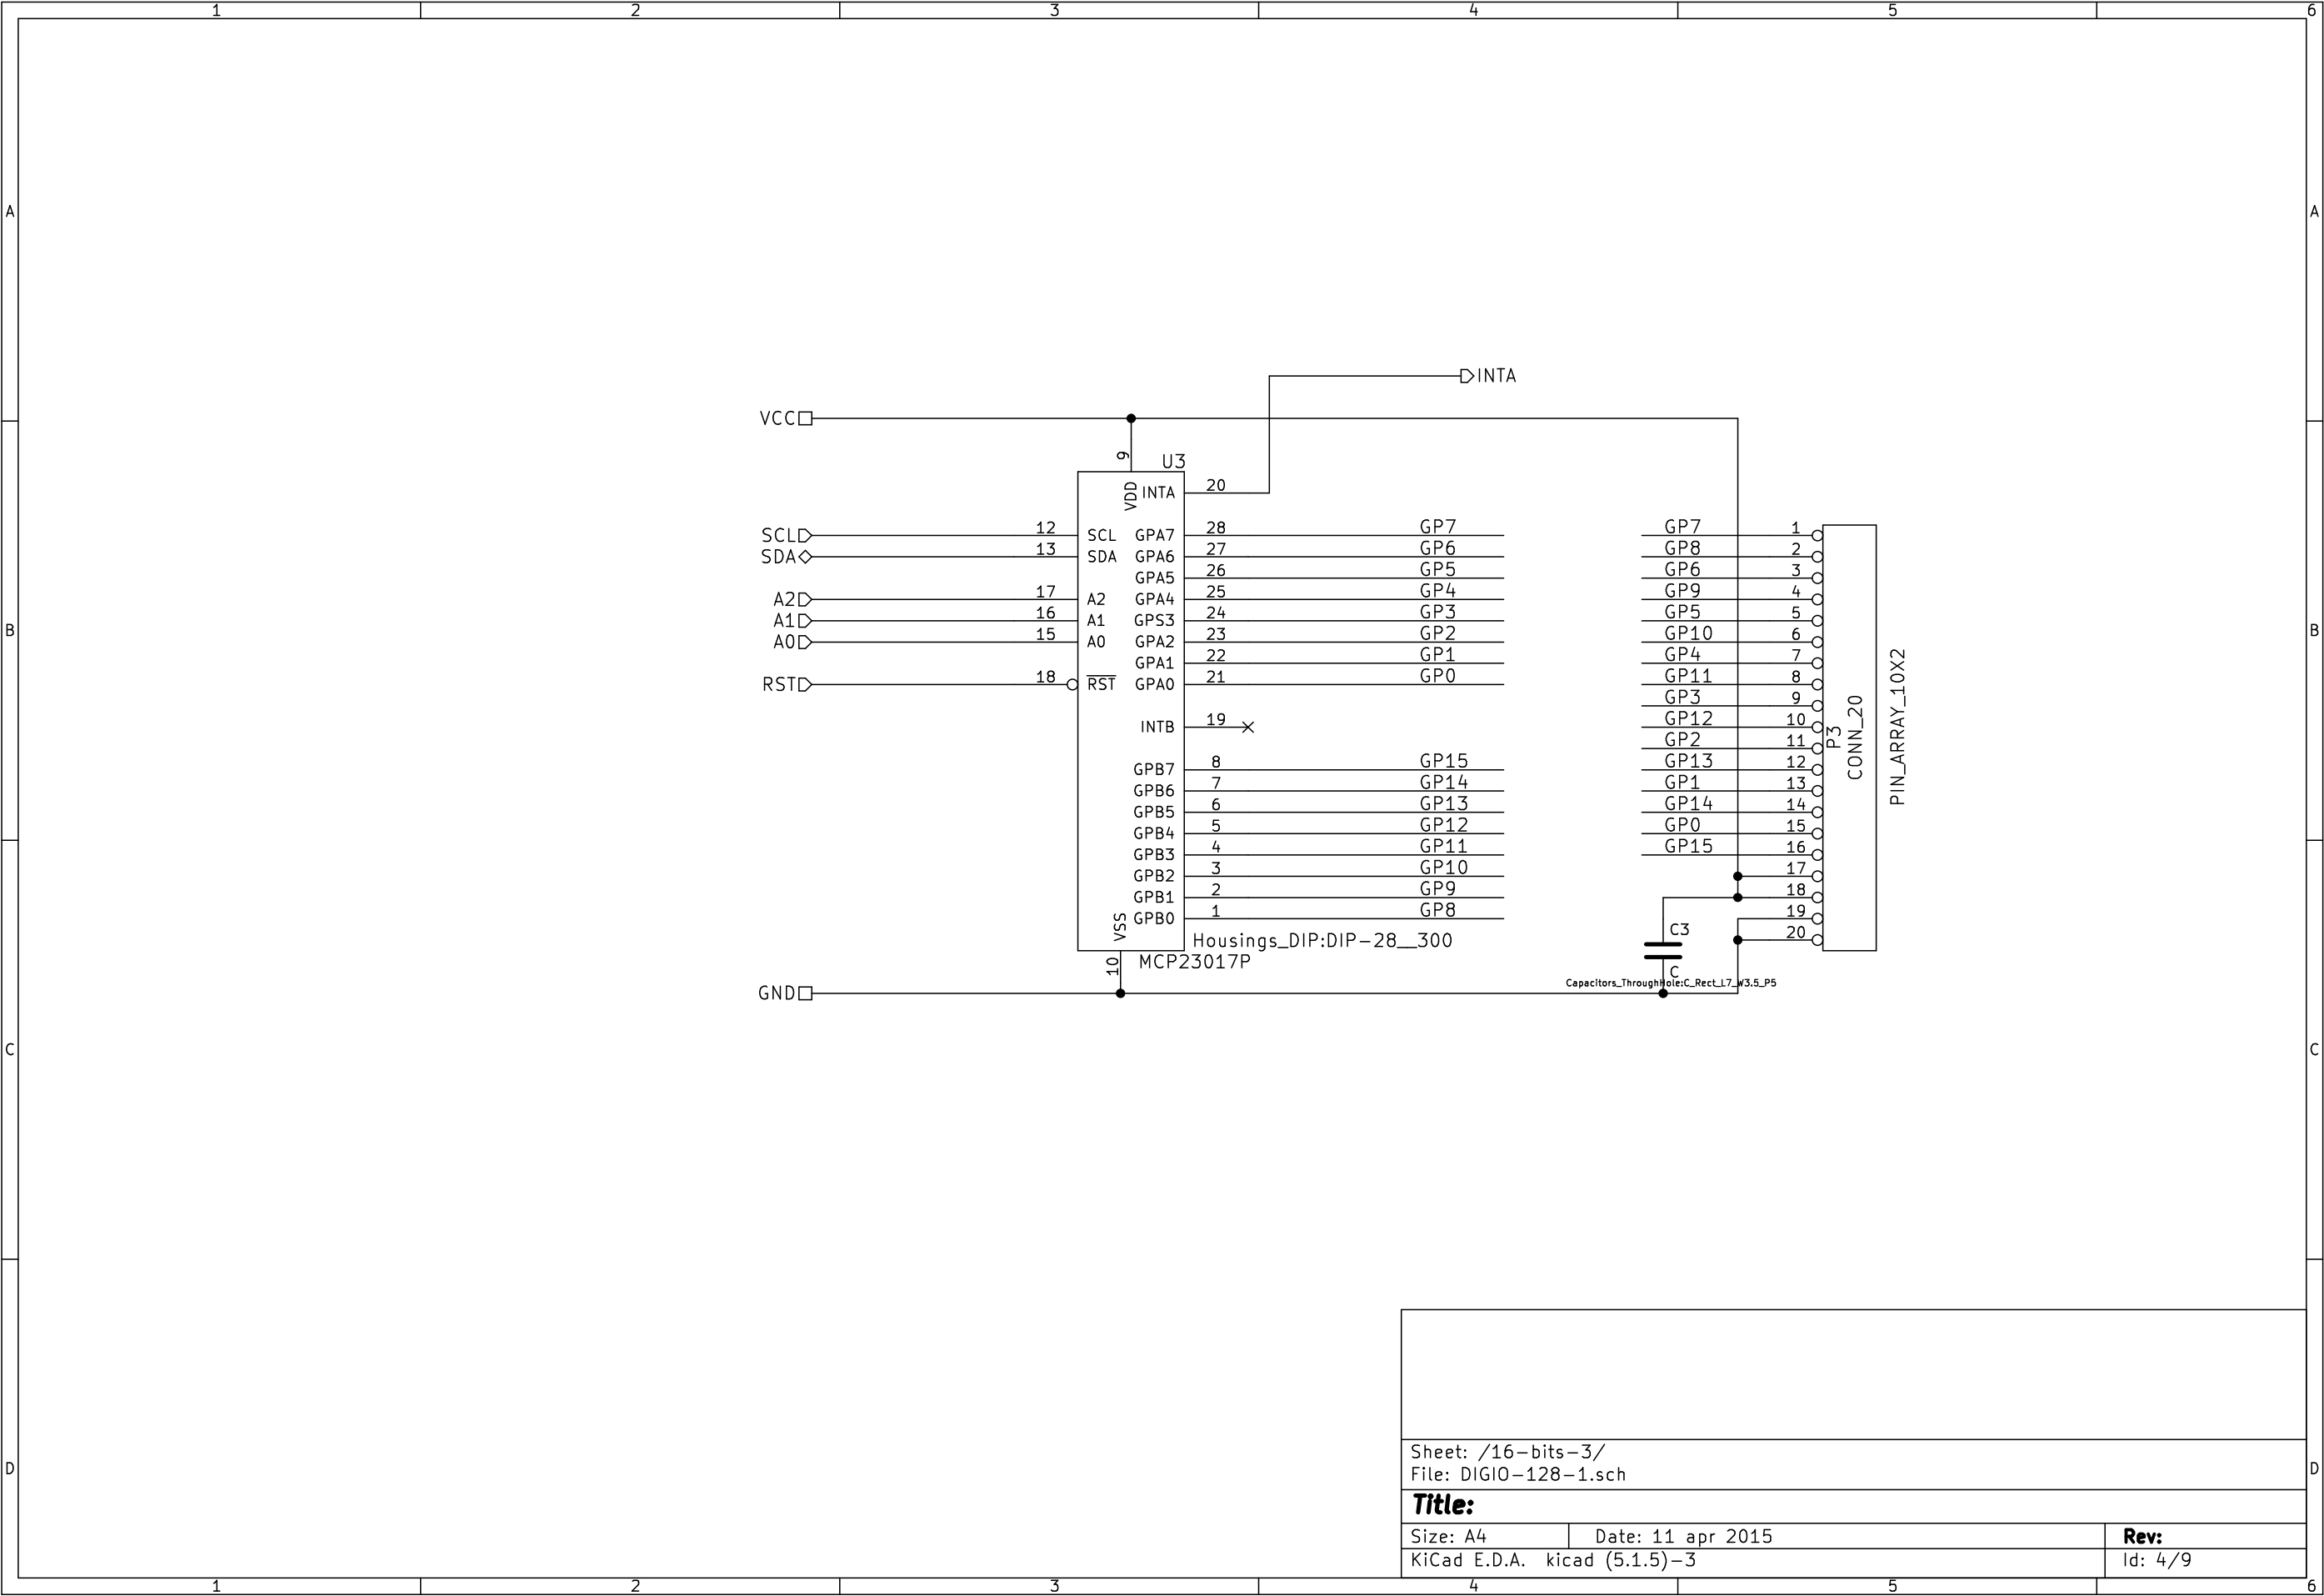 1 2 3 4 5 6
A A
INTA
VCC
9
U3
VDD INTA 20
SCL 12 SCL GPA7 28 GP7 GP7 1
SDA 13 SDA GPA6 27 GP6 GP8 2
GPA5 26 GP5 GP6 3
A2 17 A2 GPA4 25 GP4 GP9 4
A1 16 A1 GPS3 24 GP3 GP5 5
B B
A0 15 A0 GPA2 23 GP2 GP10 6
GPA1 22 GP1 GP4 7
RST 18 RST GPA0 21 GP0 GP11 8
GP3 9
INTB 19 GP12 10
GP2 11
P3
CONN_20
PIN_ARRAY_10X2
GPB7 8 GP15 GP13 12
GPB6 7 GP14 GP1 13
GPB5 6 GP13 GP14 14
GPB4 5 GP12 GP0 15
GPB3 4 GP11 GP15 16
GPB2 3 GP10 17
GPB1 2 GP9 18
VSS GPB0 1 GP8 19
C3
20
Housings_DIP:DIP-28__300
10
MCP23017P
C
Capacitors_ThroughHole:C_Rect_L7_W3.5_P5
GND
C C
Sheet: /16-bits-3/
D D
File: DIGIO-128-1.sch
Title:
Size: A4 Date: 11 apr 2015 Rev:
KiCad E.D.A. kicad (5.1.5)-3 Id: 4/9
1 2 3 4 5 6